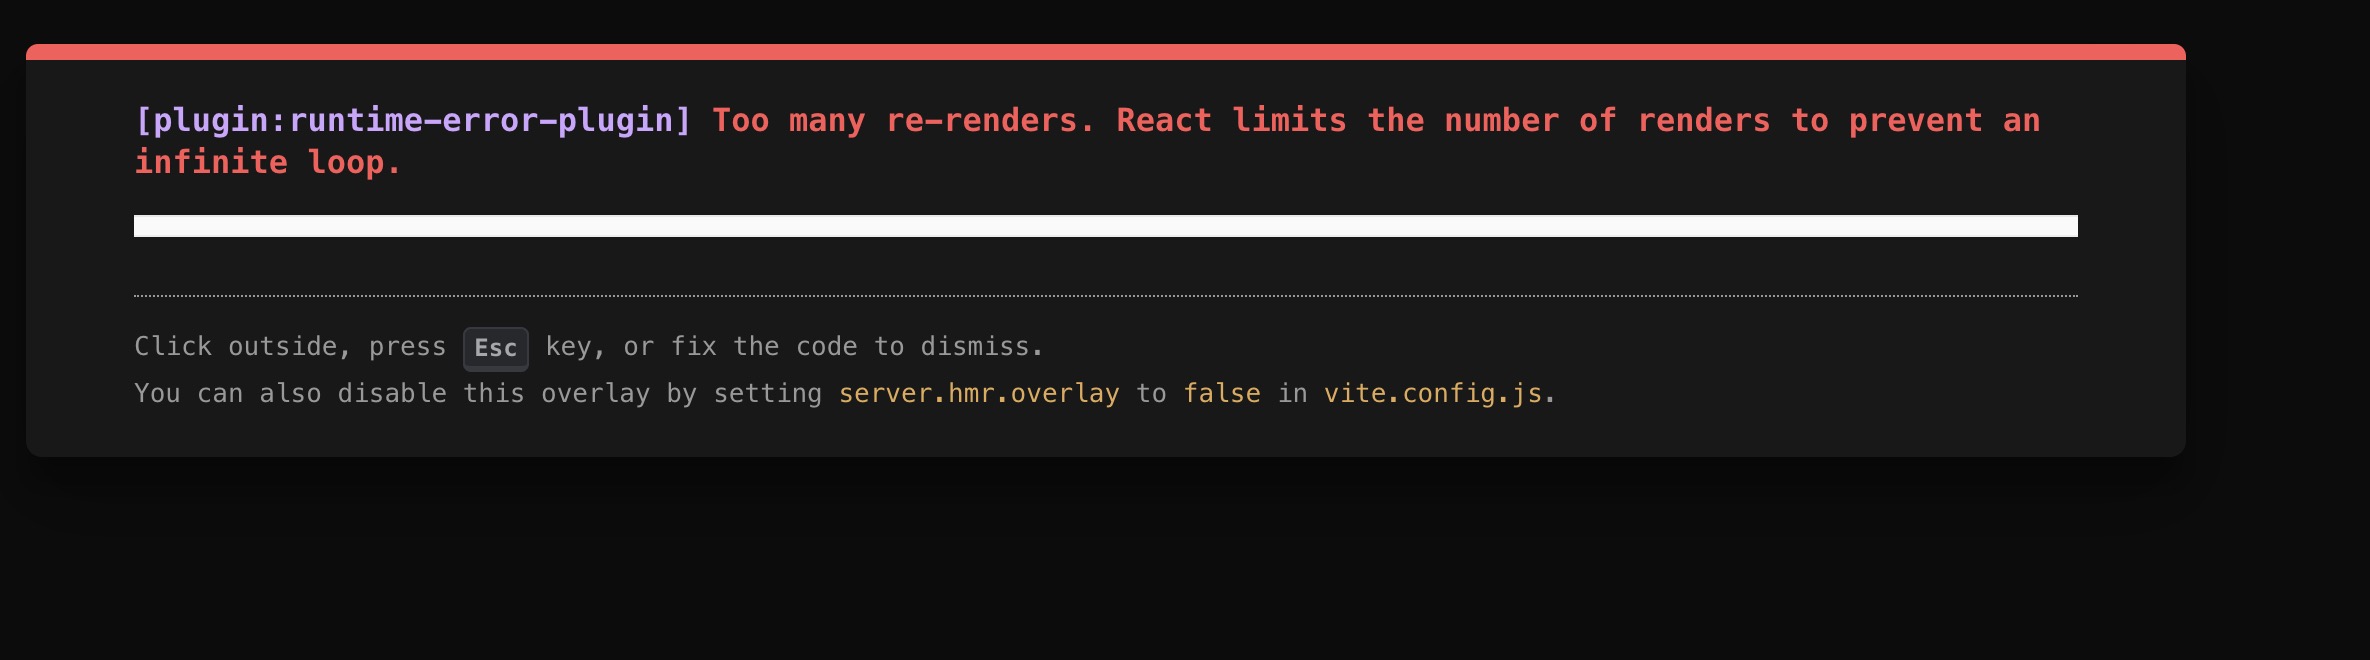 [plugin:runtime-error-plugin] Too many re-renders. React limits the number of renders to prevent an
infinite loop.
Click outside, press Esc key, or fix the code to dismiss.
You can also disable this overlay by setting server.hmr.overlay to false in vite.config.js.